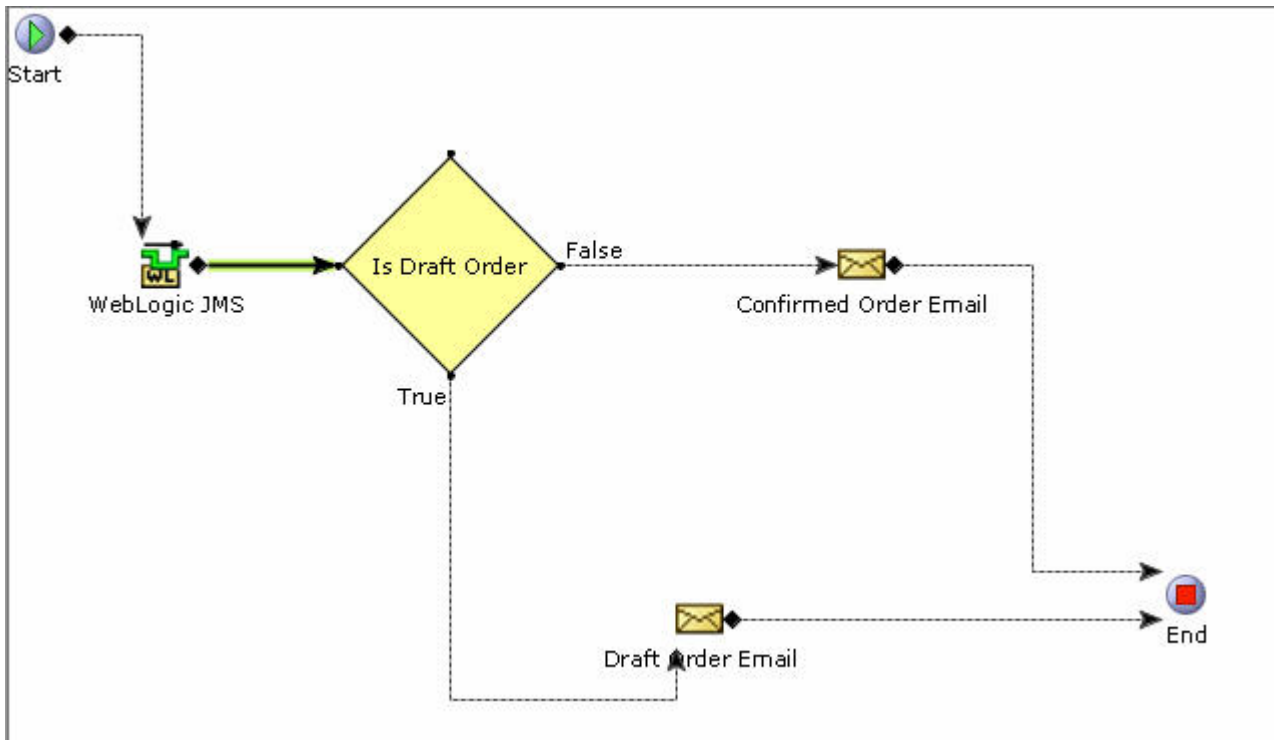 Start
WL
WebLogic JMS
Is Draft Order
False
True
Confirmed Order Email
Draft Order Email
End